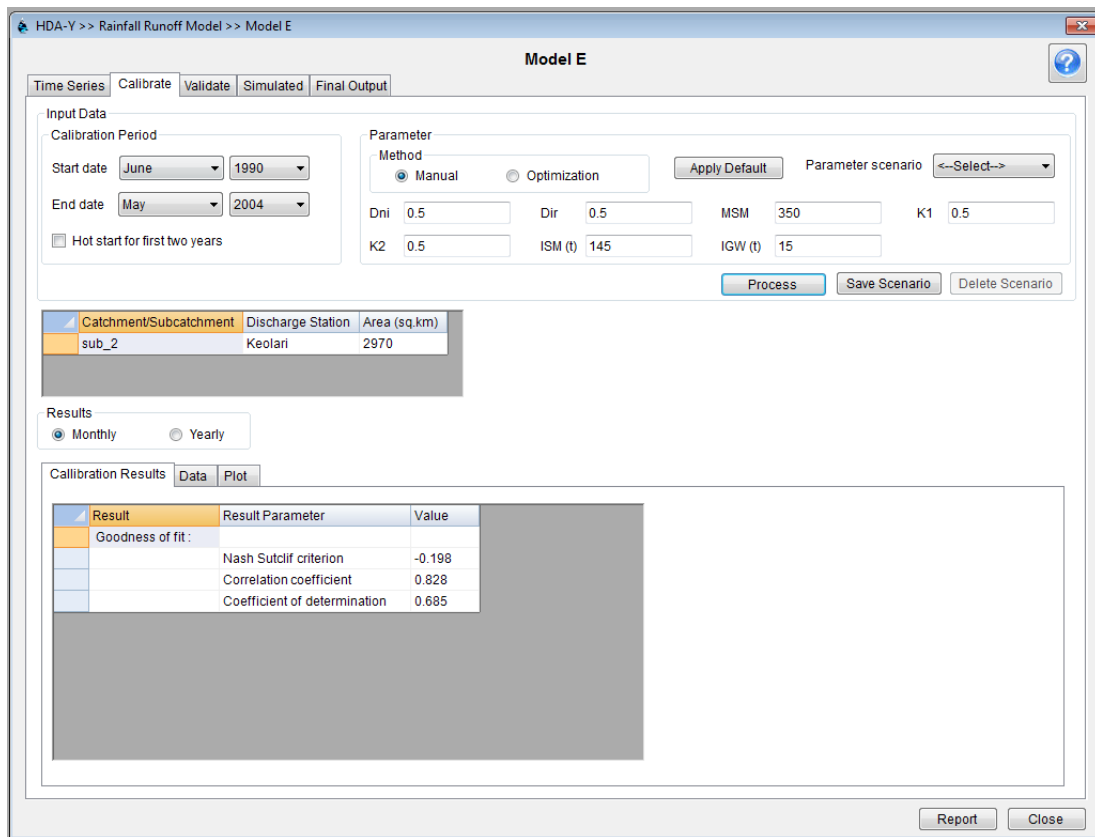 HDA-Y >> Rainfall Runoff Model >> Model E
Model E
Time Series Calibrate Validate Simulated Final Output
Input Data
Calibration Period
Start date June 1990
End date May 2004
Hot start for first two years
Parameter
Method
Manual Optimization
Apply Default Parameter scenario <--Select-->
Dni 0.5 Dir 0.5 MSM 350 K1 0.5
K2 0.5 ISM (t) 145 IGW (t) 15
Process Save Scenario Delete Scenario
Catchment/Subcatchment Discharge Station Area (sq.km)
sub_2 Keolari 2970
Results
Monthly Yearly
Callibration Results Data Plot
Result Result Parameter Value
Goodness of fit :
Nash Sutclif criterion -0.198
Correlation coefficient 0.828
Coefficient of determination 0.685
Report Close